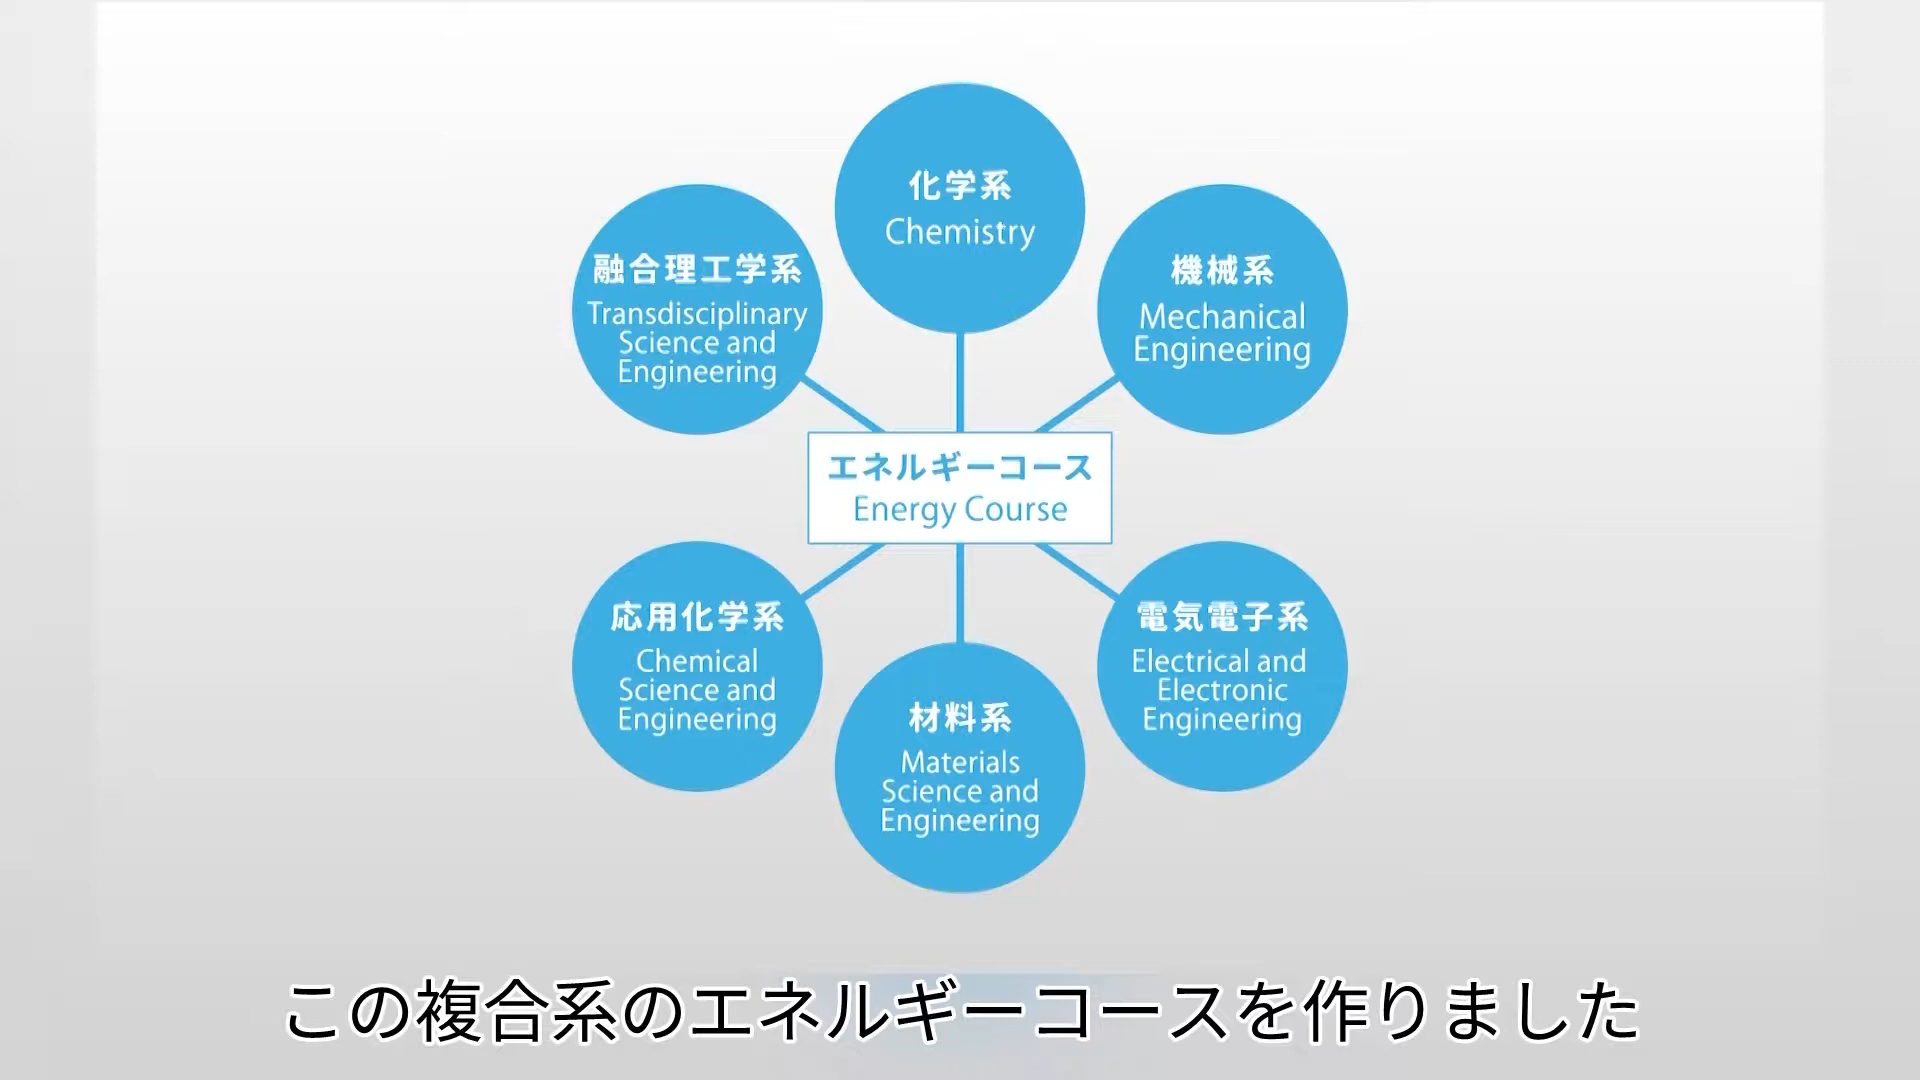 化学系
Chemistry
融合理工学系
Transdisciplinary
Science and
Engineering
機械系
Mechanical
Engineering
エネルギーコース
Energy Course
応用化学系
Chemical
Science and
Engineering
電気電子系
Electrical and
Electronic
Engineering
材料系
Materials
Science and
Engineering
この複合系のエネルギーコースを作りました